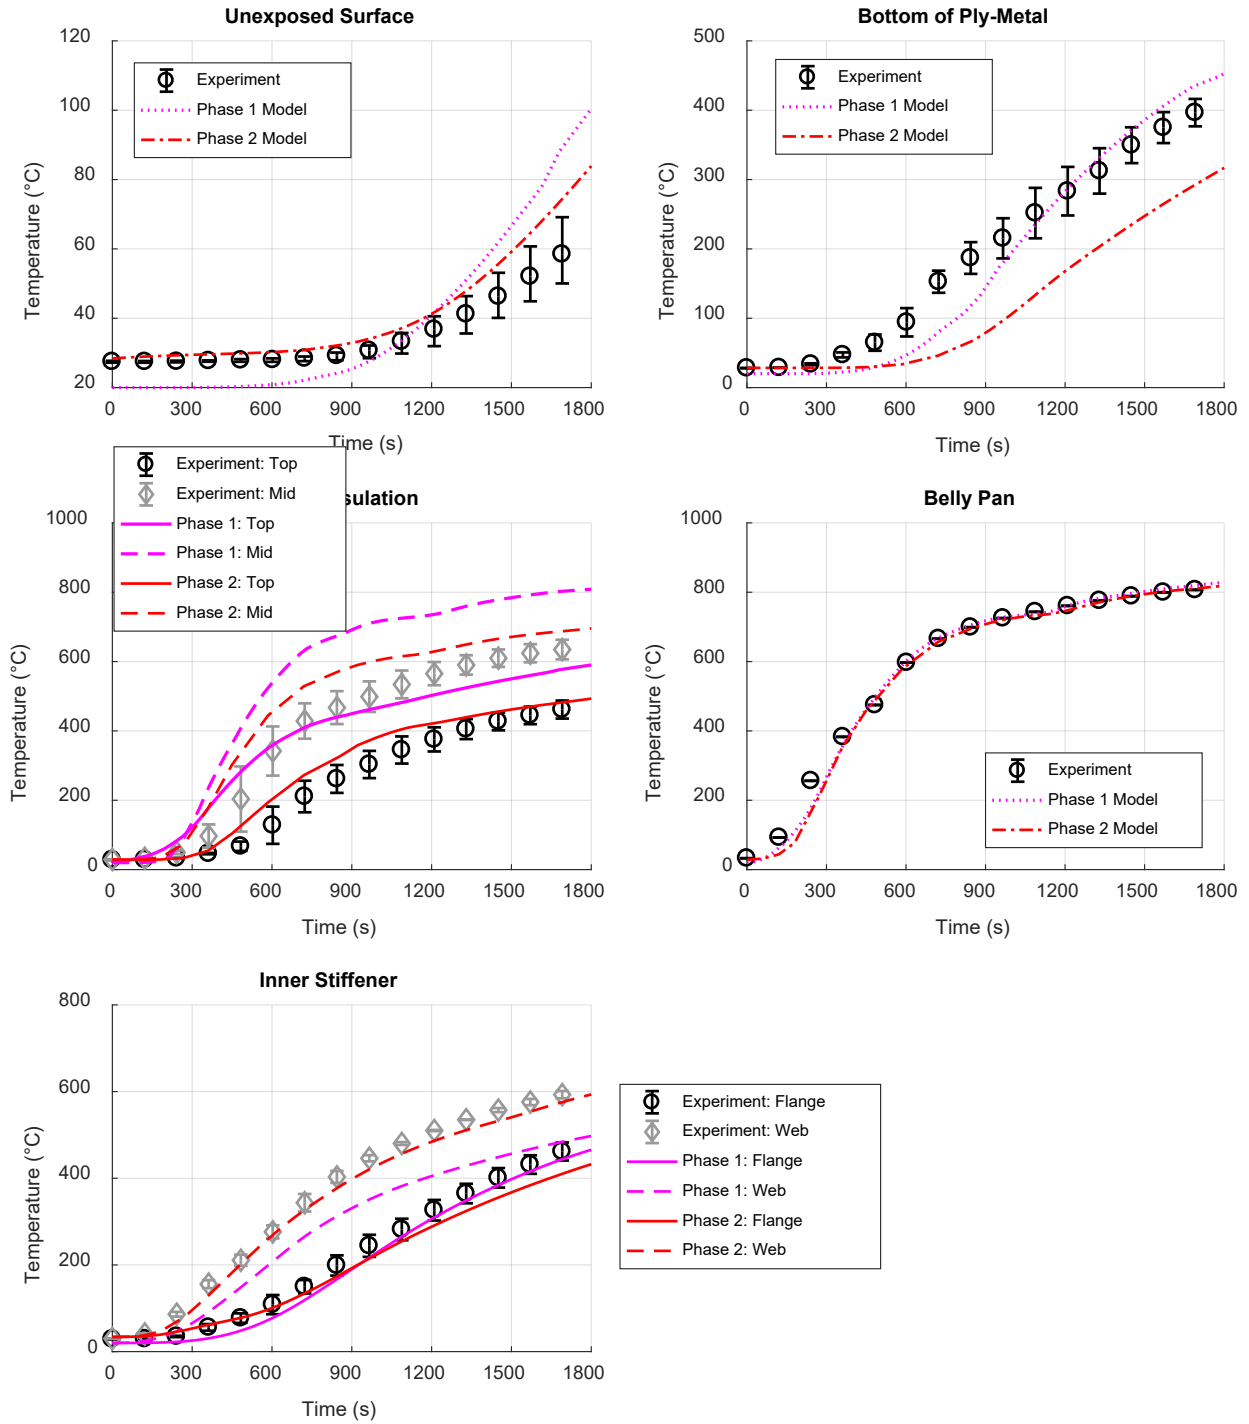 Unexposed Surface
120
100
80
60
40
20
Temperature (°C)
Experiment
Phase 1 Model
Phase 2 Model
0 300 600 900 1200 1500 1800
Time (s)
Bottom of Ply-Metal
500
400
300
200
100
0
Temperature (°C)
Experiment
Phase 1 Model
Phase 2 Model
0 300 600 900 1200 1500 1800
Time (s)
sulation
1000
800
600
400
200
0
Temperature (°C)
Experiment: Top
Experiment: Mid
Phase 1: Top
Phase 1: Mid
Phase 2: Top
Phase 2: Mid
0 300 600 900 1200 1500 1800
Time (s)
Belly Pan
1000
800
600
400
200
0
Temperature (°C)
Experiment
Phase 1 Model
Phase 2 Model
0 300 600 900 1200 1500 1800
Time (s)
Inner Stiffener
800
600
400
200
0
Temperature (°C)
0 300 600 900 1200 1500 1800
Time (s)
Experiment: Flange
Experiment: Web
Phase 1: Flange
Phase 1: Web
Phase 2: Flange
Phase 2: Web